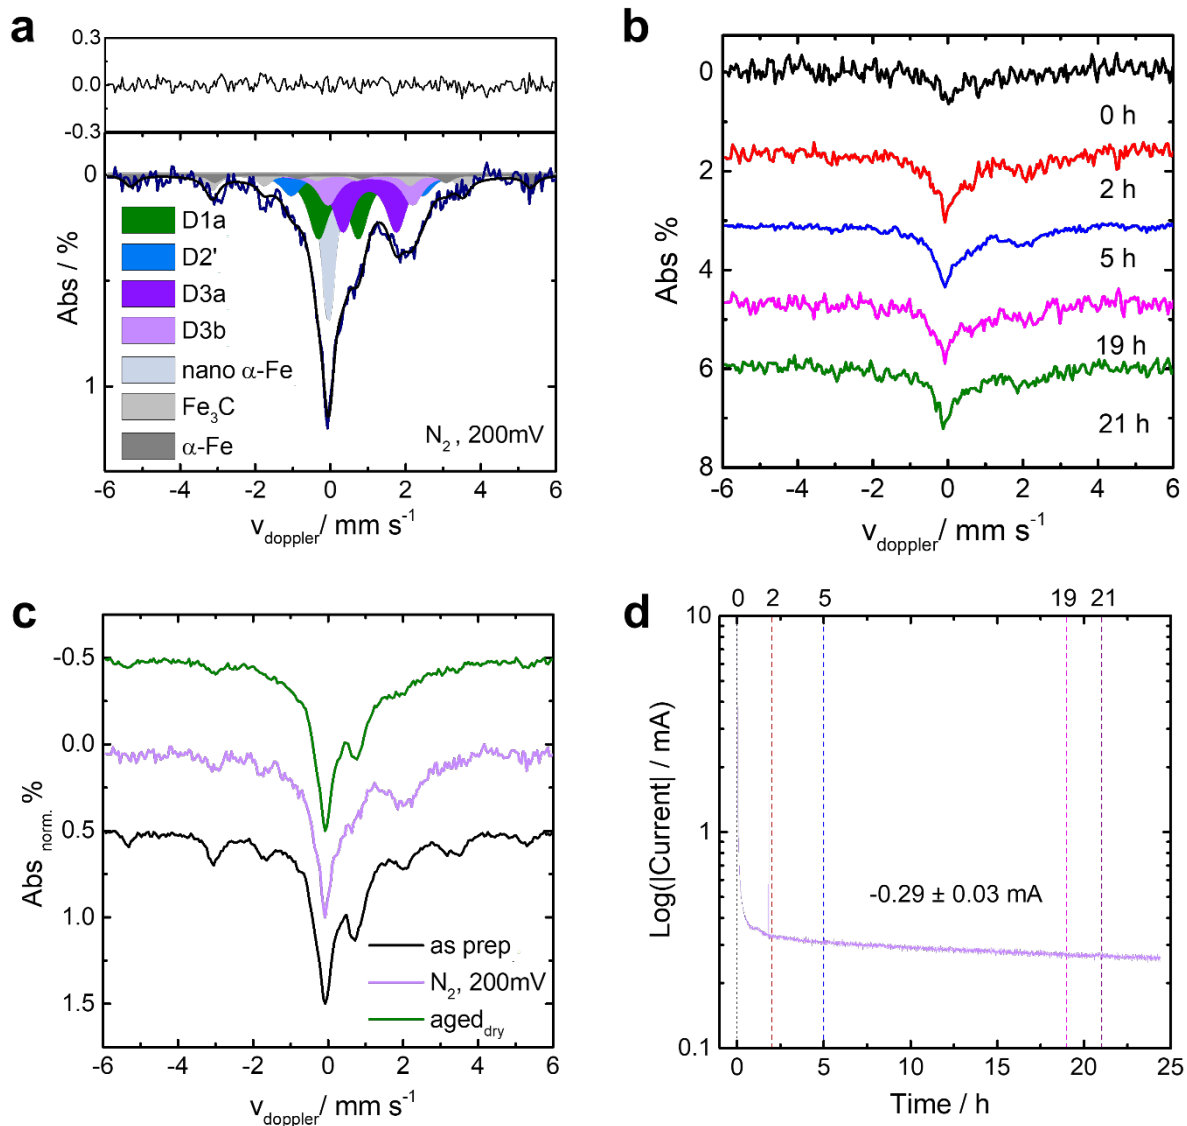 a
0.3
0.0
-0.3
0
1
Abs / %
D1a
D2'
D3a
D3b
nano α-Fe
Fe3C
α-Fe
N2, 200mV
-6 -4 -2 0 2 4 6
vdoppler/ mm s-1
b
0
2
4
6
8
Abs %
0 h
2 h
5 h
19 h
21 h
-6 -4 -2 0 2 4 6
vdoppler/ mm s-1
c
-0.5
0.0
0.5
1.0
1.5
Abs norm. %
as prep
N2, 200mV
ageddry
-6 -4 -2 0 2 4 6
vdoppler/ mm s-1
d
0 2 5 19 21
10
1
0.1
Log(|Current| / mA)
-0.29 ± 0.03 mA
0 5 10 15 20 25
Time / h